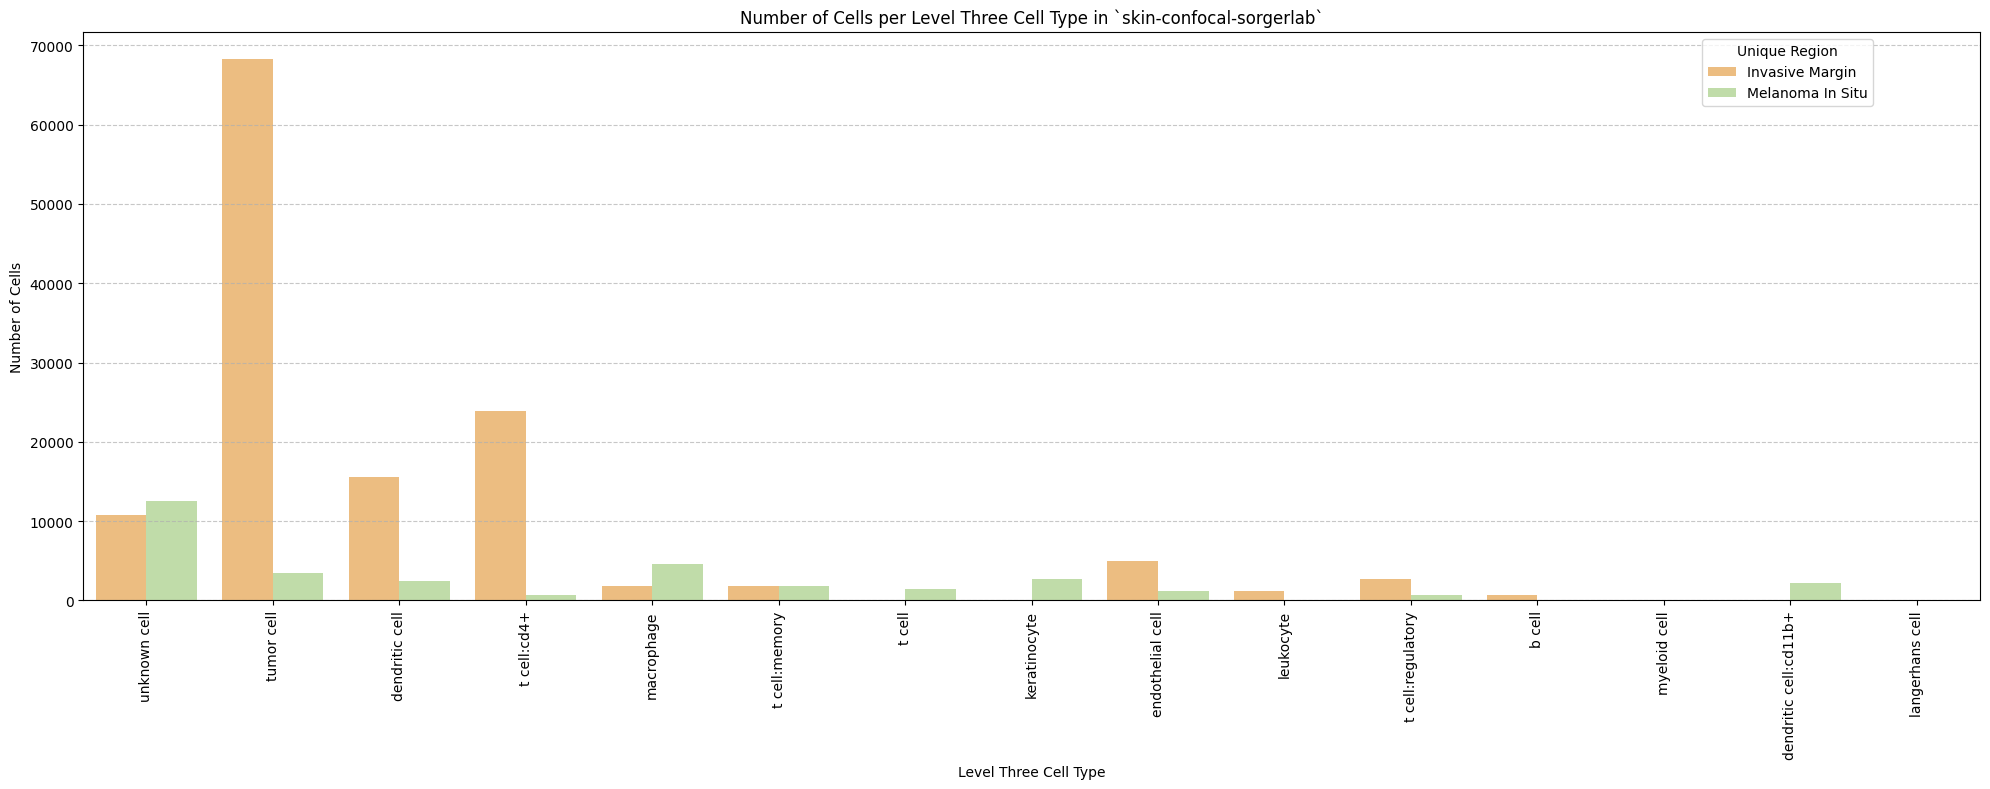 Number of Cells per Level Three Cell Type in `skin-confocal-sorgerlab`
Unique Region
Invasive Margin
Melanoma In Situ
Number of Cells
70000
60000
50000
40000
30000
20000
10000
0
unknown cell
tumor cell
dendritic cell
t cell:cd4+
macrophage
t cell:memory
t cell
keratinocyte
endothelial cell
leukocyte
t cell:regulatory
b cell
myeloid cell
dendritic cell:cd11b+
langerhans cell
Level Three Cell Type